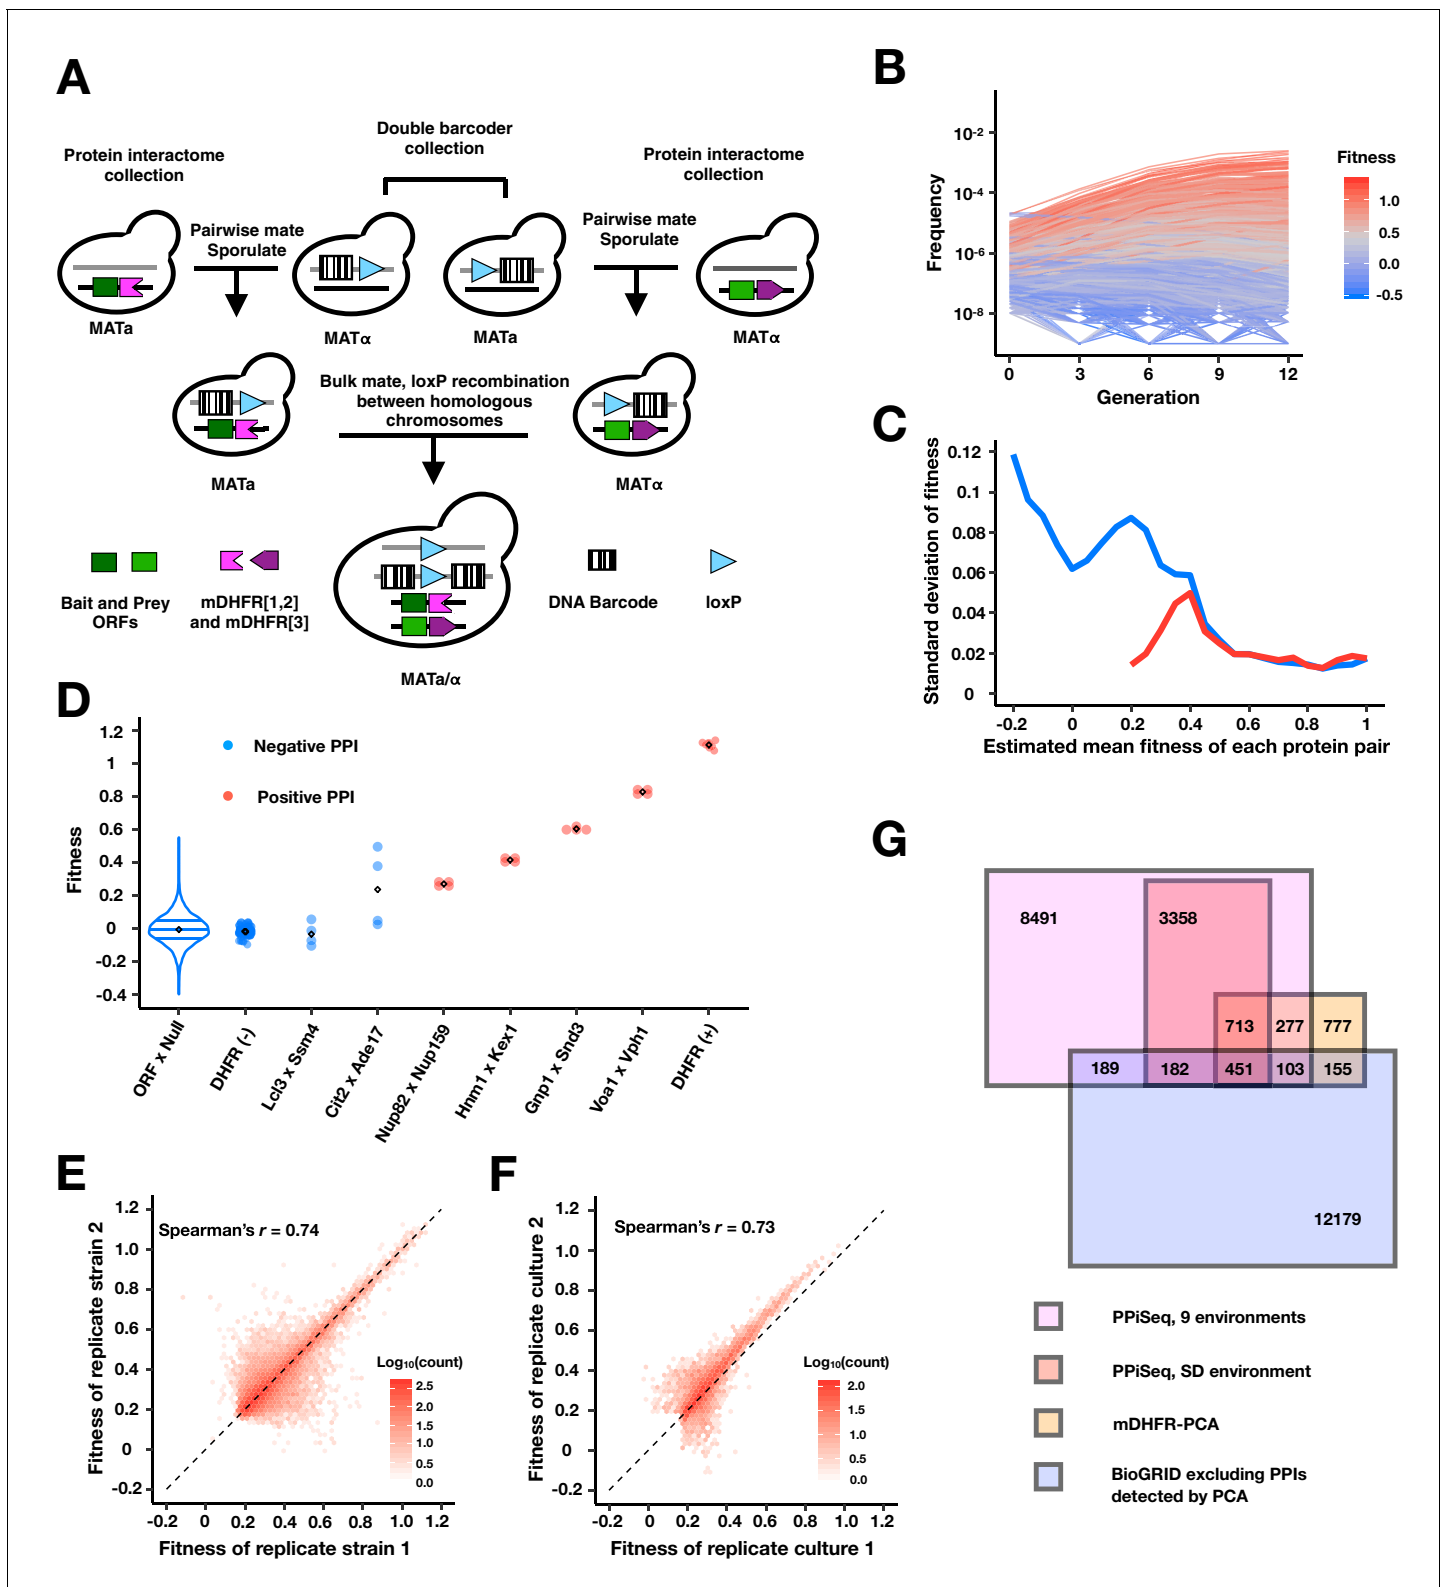 A
Protein interactome
collection
Double barcoder
collection
Protein interactome
collection
Pairwise mate
Sporulate
Pairwise mate
Sporulate
MATa
MATα
MATa
MATα
Bulk mate, loxP recombination
between homologous
chromosomes
MATa
MATα
Bait and Prey
ORFs
mDHFR[1,2]
and mDHFR[3]
DNA Barcode
loxP
MATa/α
B
Frequency
10-2
10-4
10-6
10-8
0 3 6 9 12
Generation
Fitness
1.0
0.5
0.0
-0.5
C
Standard deviation of fitness
0.12
0.1
0.08
0.06
0.04
0.02
0
-0.2 0 0.2 0.4 0.6 0.8 1
Estimated mean fitness of each protein pair
D
Fitness
1.2
1
0.8
0.6
0.4
0.2
0
-0.2
-0.4
Negative PPI
Positive PPI
ORF x Null
DHFR (-)
Lcl3 x Ssm4
Cit2 x Ade17
Nup82 x Nup159
Hnm1 x Kex1
Gnp1 x Snd3
Voa1 x Vph1
DHFR (+)
E
Fitness of replicate strain 2
1.2
1.0
0.8
0.6
0.4
0.2
0
-0.2
Spearman's r = 0.74
Log10(count)
2.5
2.0
1.5
1.0
0.5
0.0
-0.2 0 0.2 0.4 0.6 0.8 1.0 1.2
Fitness of replicate strain 1
F
Fitness of replicate culture 2
1.2
1.0
0.8
0.6
0.4
0.2
0
-0.2
Spearman's r = 0.73
Log10(count)
2.0
1.5
1.0
0.5
0.0
-0.2 0 0.2 0.4 0.6 0.8 1.0 1.2
Fitness of replicate culture 1
G
8491
3358
713 277 777
189 182 451 103 155
12179
PPiSeq, 9 environments
PPiSeq, SD environment
mDHFR-PCA
BioGRID excluding PPIs
detected by PCA